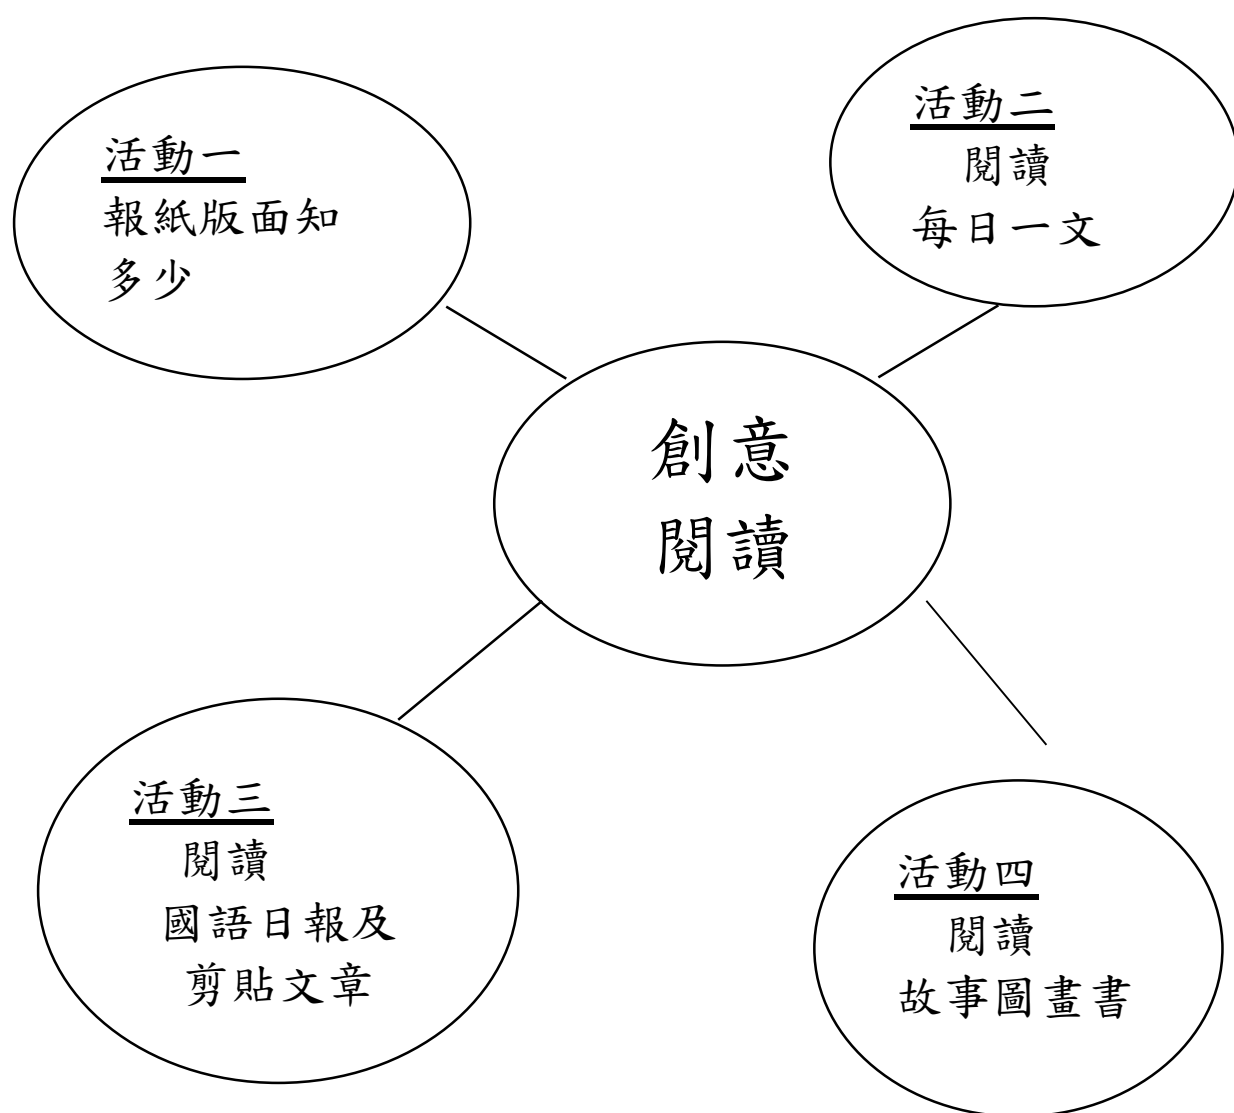 活動一
報紙版面知
多少
活動二
閱讀
每日一文
創意
閱讀
活動三
閱讀
國語日報及
剪貼文章
活動四
閱讀
故事圖畫書